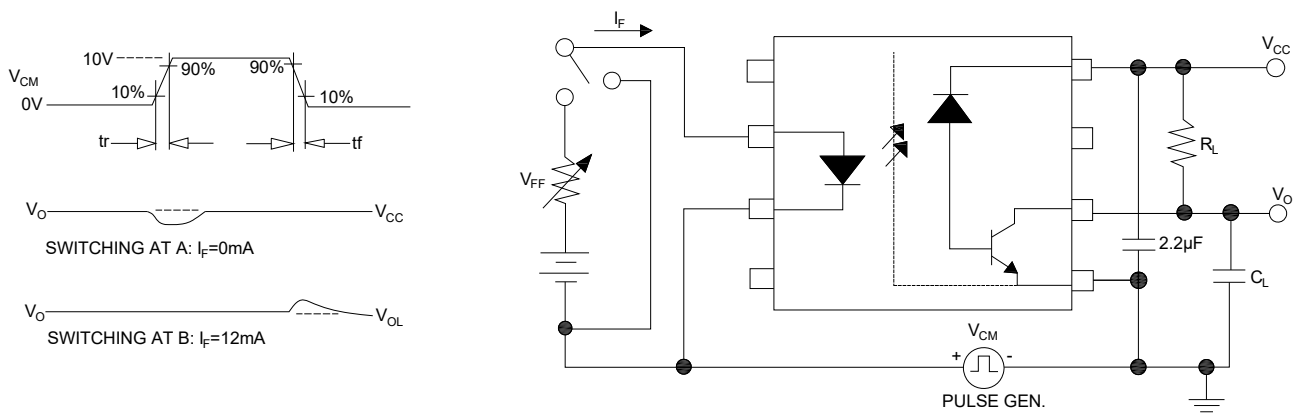 V_CM
10V
0V
10%
90%
90%
10%
tr
tf
V_O
V_CC
SWITCHING AT A: I_F=0mA
V_O
V_OL
SWITCHING AT B: I_F=12mA
I_F
V_FF
V_CC
R_L
V_O
2.2µF
C_L
V_CM
+
-
PULSE GEN.